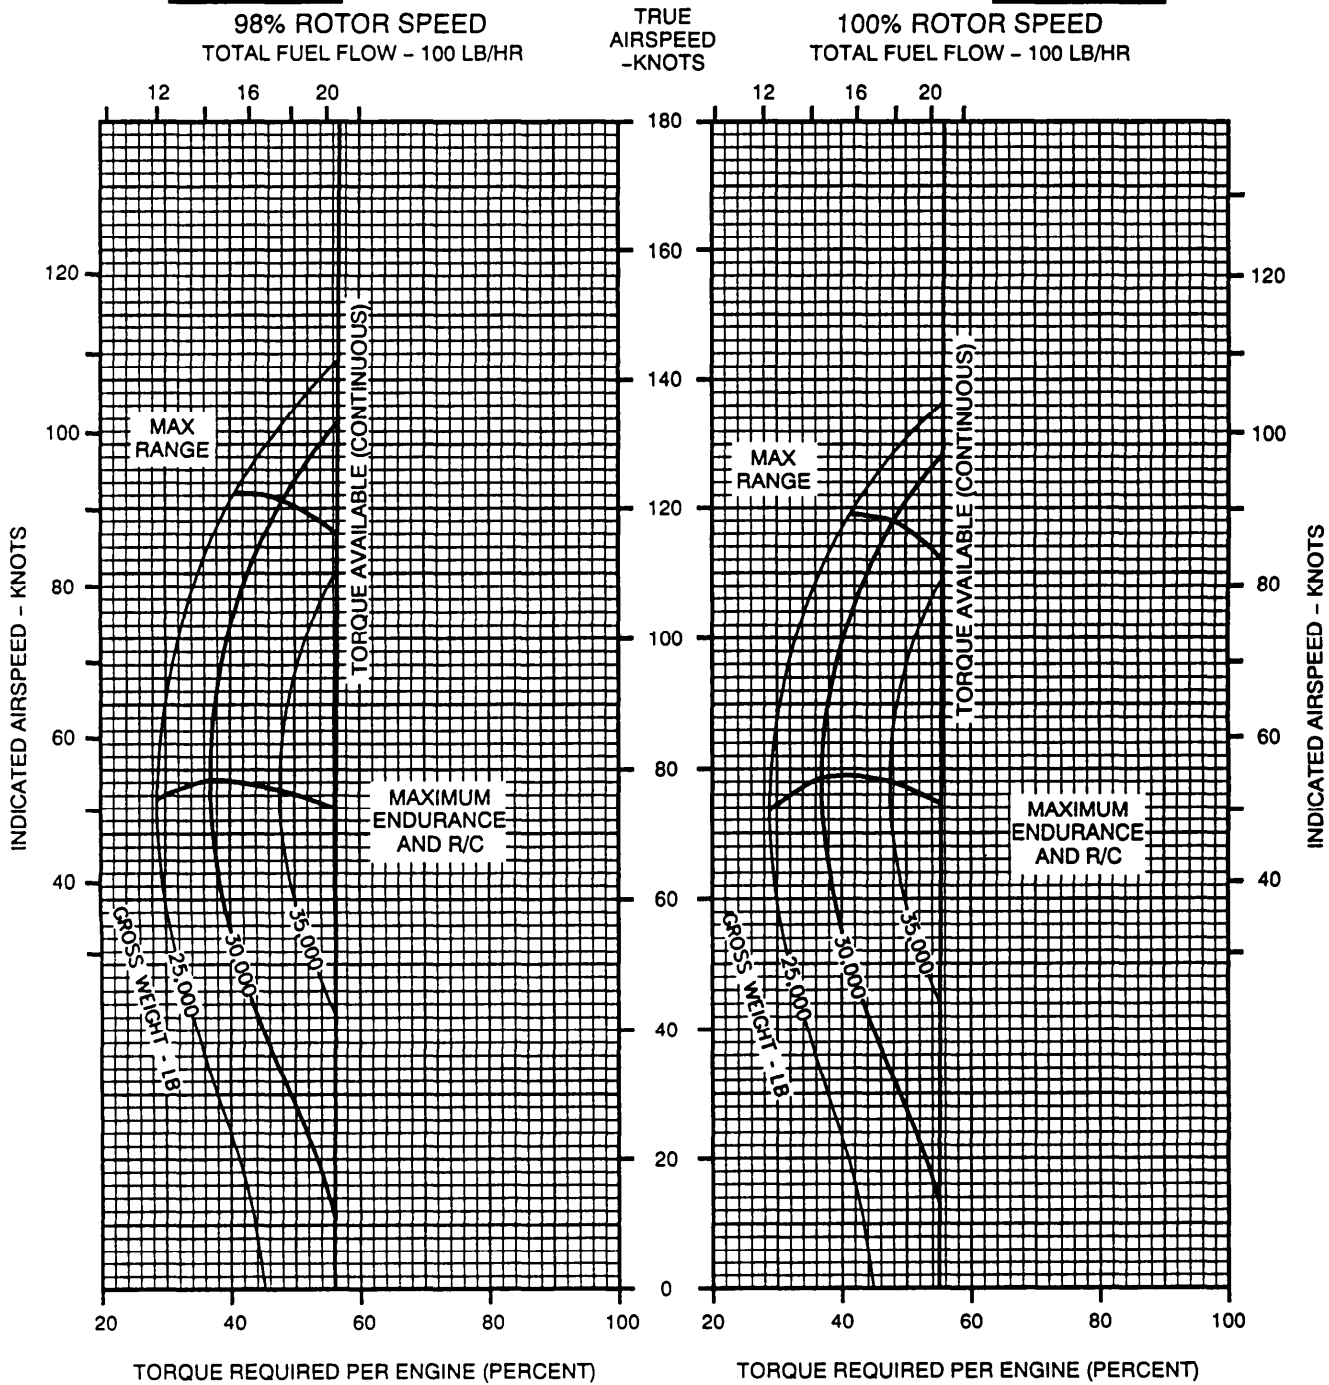 98% ROTOR SPEED
TOTAL FUEL FLOW – 100 LB/HR
TRUE
AIRSPEED
–KNOTS
100% ROTOR SPEED
TOTAL FUEL FLOW – 100 LB/HR
12 16 20
12 16 20
180
160
140
120
100
80
60
40
20
0
120
100
80
60
40
INDICATED AIRSPEED – KNOTS
MAX
RANGE
TORQUE AVAILABLE (CONTINUOUS)
MAXIMUM
ENDURANCE
AND R/C
GROSS WEIGHT - LB
25,000
30,000
35,000
20 40 60 80 100
TORQUE REQUIRED PER ENGINE (PERCENT)
MAX
RANGE
TORQUE AVAILABLE (CONTINUOUS)
MAXIMUM
ENDURANCE
AND R/C
GROSS WEIGHT - LB
25,000
30,000
35,000
120
100
80
60
40
INDICATED AIRSPEED – KNOTS
20 40 60 80 100
TORQUE REQUIRED PER ENGINE (PERCENT)